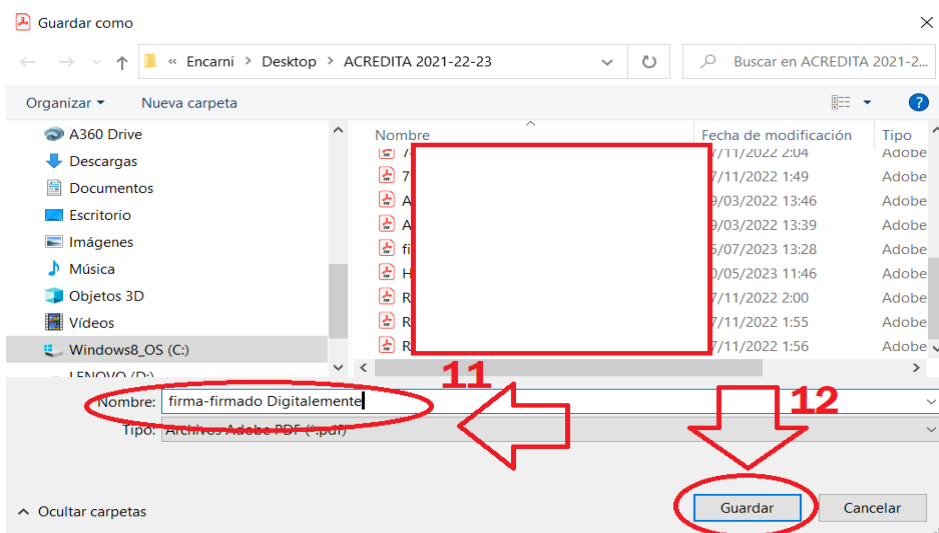 Guardar como
« Encarni > Desktop > ACREDITA 2021-22-23
Buscar en ACREDITA 2021-2...
Organizar Nueva carpeta
A360 Drive
Descargas
Documentos
Escritorio
Imágenes
Música
Objetos 3D
Vídeos
Windows8_OS (C:)
LENOVO (D:)
Nombre Fecha de modificación Tipo
7 7/11/2022 2:04 Adobe
7 7/11/2022 1:49 Adobe
A 9/03/2022 13:46 Adobe
A 9/03/2022 13:39 Adobe
fi 5/07/2023 13:28 Adobe
H 0/05/2023 11:46 Adobe
R 7/11/2022 2:00 Adobe
R 7/11/2022 1:55 Adobe
R 7/11/2022 1:56 Adobe
11
Nombre: firma-firmado Digitalemente
12
Tipo: Archivos Adobe PDF (*.pdf)
Ocultar carpetas
Guardar Cancelar